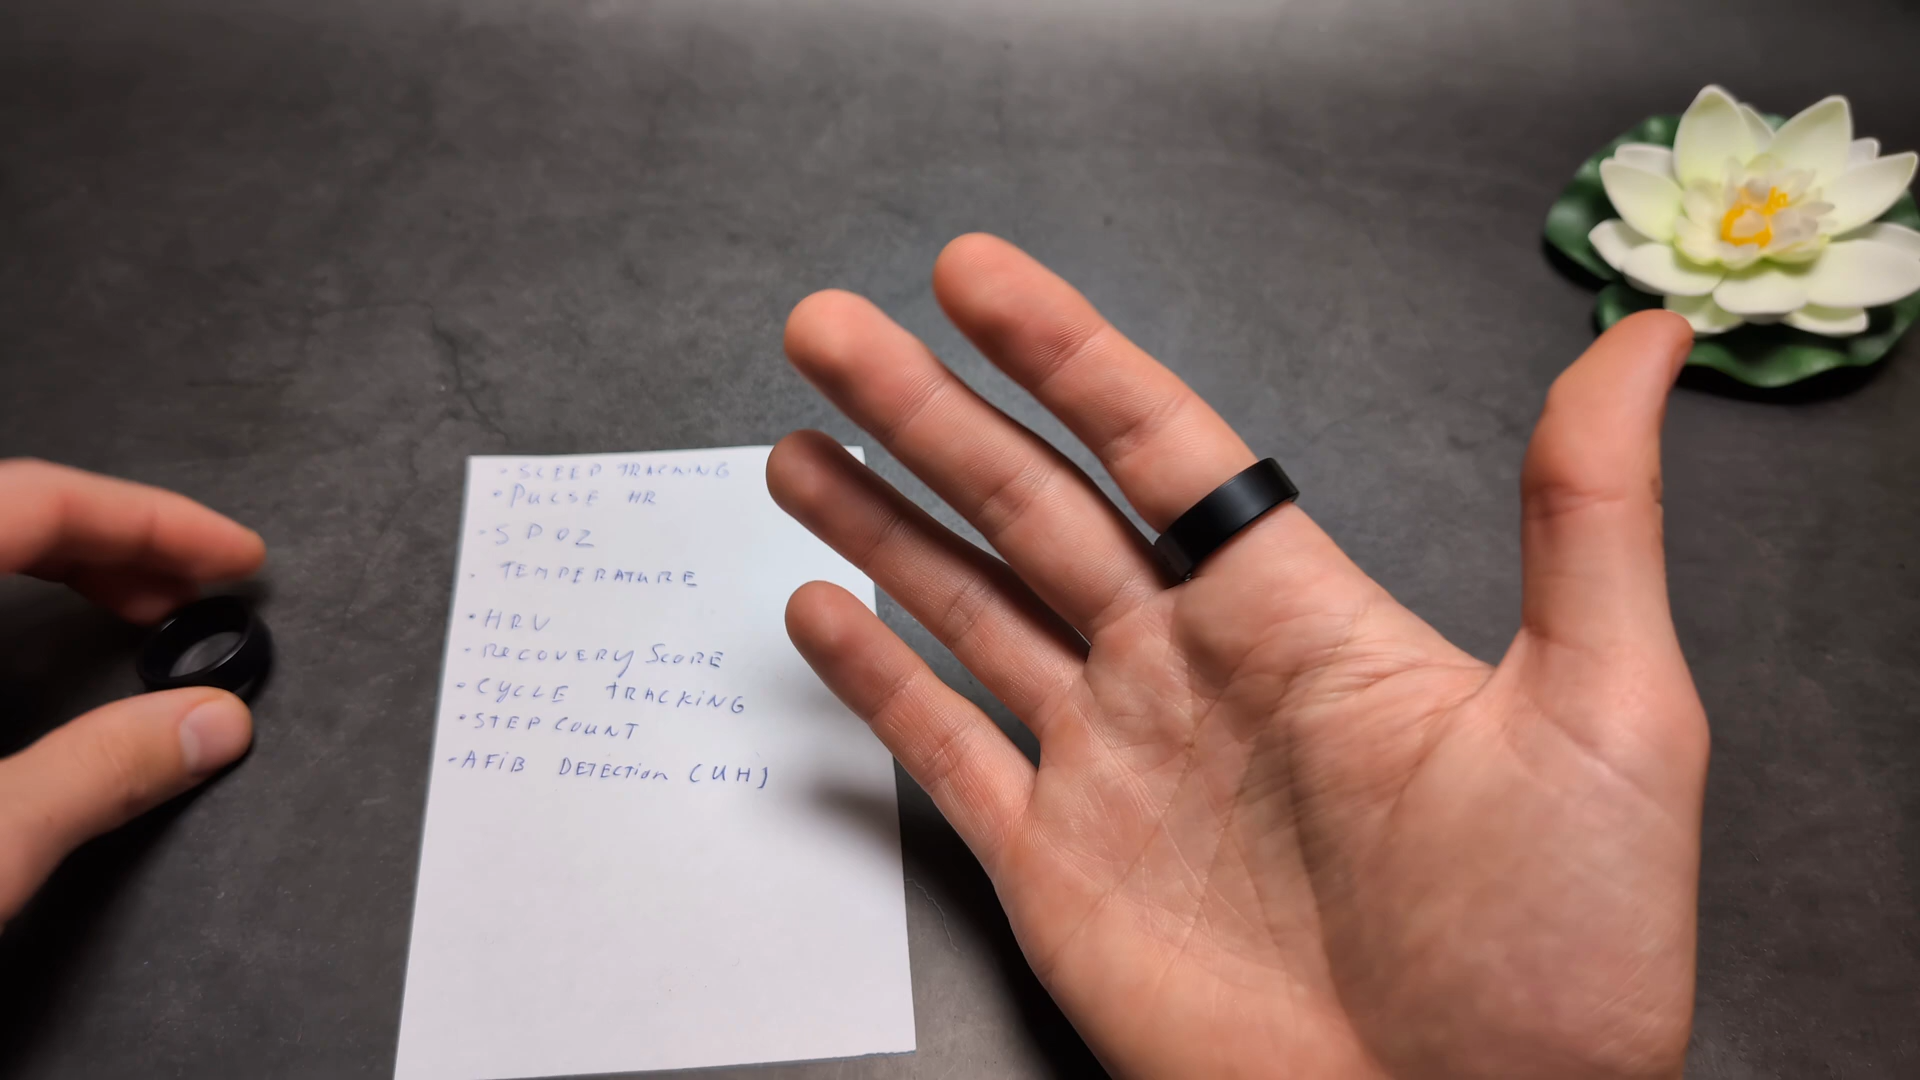 • SLEEP TRACKING
• PULSE HR
• SPO2
• TEMPERATURE
• HRV
• RECOVERY SCORE
• CYCLE TRACKING
• STEP COUNT
• AFiB DETECTion (UH)